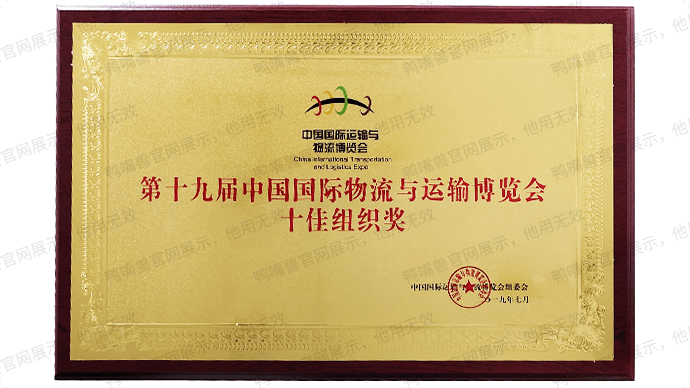 中国国际运输与
物流博览会
China International Transportation
and Logistics Expo
第十九届中国国际物流与运输博览会
十佳组织奖
中国国际运输与物流博览会组委会
一九年七月
鸭嘴兽官网展示，他用无效